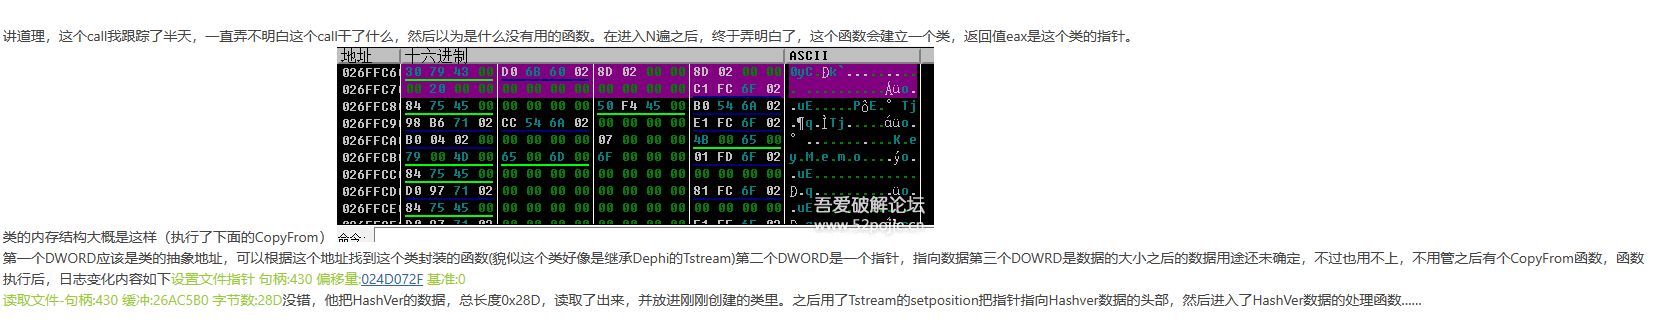 讲道理，这个call我跟踪了半天，一直弄不明白这个call干了什么，然后以为是什么没有用的函数。在进入N遍之后，终于弄明白了，这个函数会建立一个类，返回值eax是这个类的指针。
地址 十六进制 ASCII
026FFC6 30 79 43 00 D0 6B 60 02 8D 02 00 00 8D 02 00 00
026FFC7 00 20 00 00 00 00 00 00 00 00 00 00 C1 FC 6F 02
026FFC8 84 75 45 00 00 00 00 00 50 F4 45 00 B0 54 6A 02
026FFC9 98 B6 71 02 CC 54 6A 02 00 00 00 00 E1 FC 6F 02
026FFCA B0 04 02 00 00 00 00 00 07 00 00 00 4B 00 65 00
026FFCB 79 00 4D 00 65 00 6D 00 6F 00 00 00 01 FD 6F 02
026FFCC 84 75 45 00 00 00 00 00 00 00 00 00 00 00 00 00
026FFCD D0 97 71 02 00 00 00 00 00 00 00 00 81 FC 6F 02
026FFCE 84 75 45 00 00 00 00 00 00 00 00 00 00 00 00 00
吾爱破解论坛
www.52pojie.cn
类的内存结构大概是这样（执行了下面的CopyFrom） 命令:
第一个DWORD应该是类的抽象地址，可以根据这个地址找到这个类封装的函数(貌似这个类好像是继承Dephi的Tstream)第二个DWORD是一个指针，指向数据第三个DOWRD是数据的大小之后的数据用途还未确定，不过也用不上，不用管之后有个CopyFrom函数，函数
执行后，日志变化内容如下设置文件指针 句柄:430 偏移量:024D072F 基准:0
读取文件-句柄:430 缓冲:26AC5B0 字节数:28D没错，他把HashVer的数据，总长度0x28D，读取了出来，并放进刚刚创建的类里。之后用了Tstream的setposition把指针指向Hashver数据的头部，然后进入了HashVer数据的处理函数......